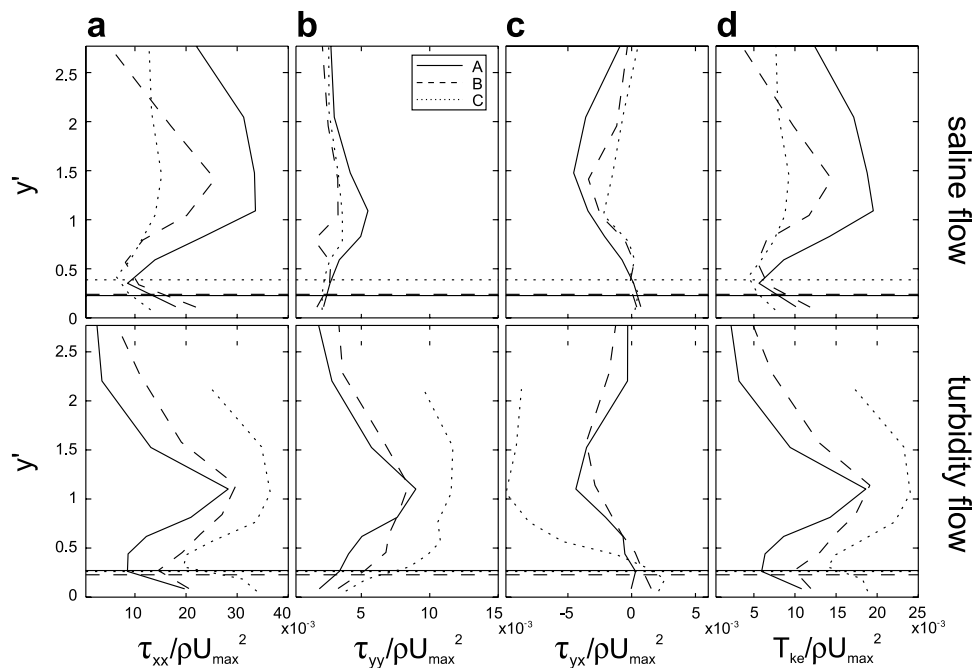 a b c d
2.5
2
1.5
1
0.5
0
y'
A
B
C
saline flow
2.5
2
1.5
1
0.5
0
y'
turbidity flow
10 20 30 40
x10⁻³
5 10 15
x10⁻³
-5 0
x10⁻³
5 10 15 20 25
x10⁻³
τxx/ρUmax²
τyy/ρUmax²
τyx/ρUmax²
Tke/ρUmax²